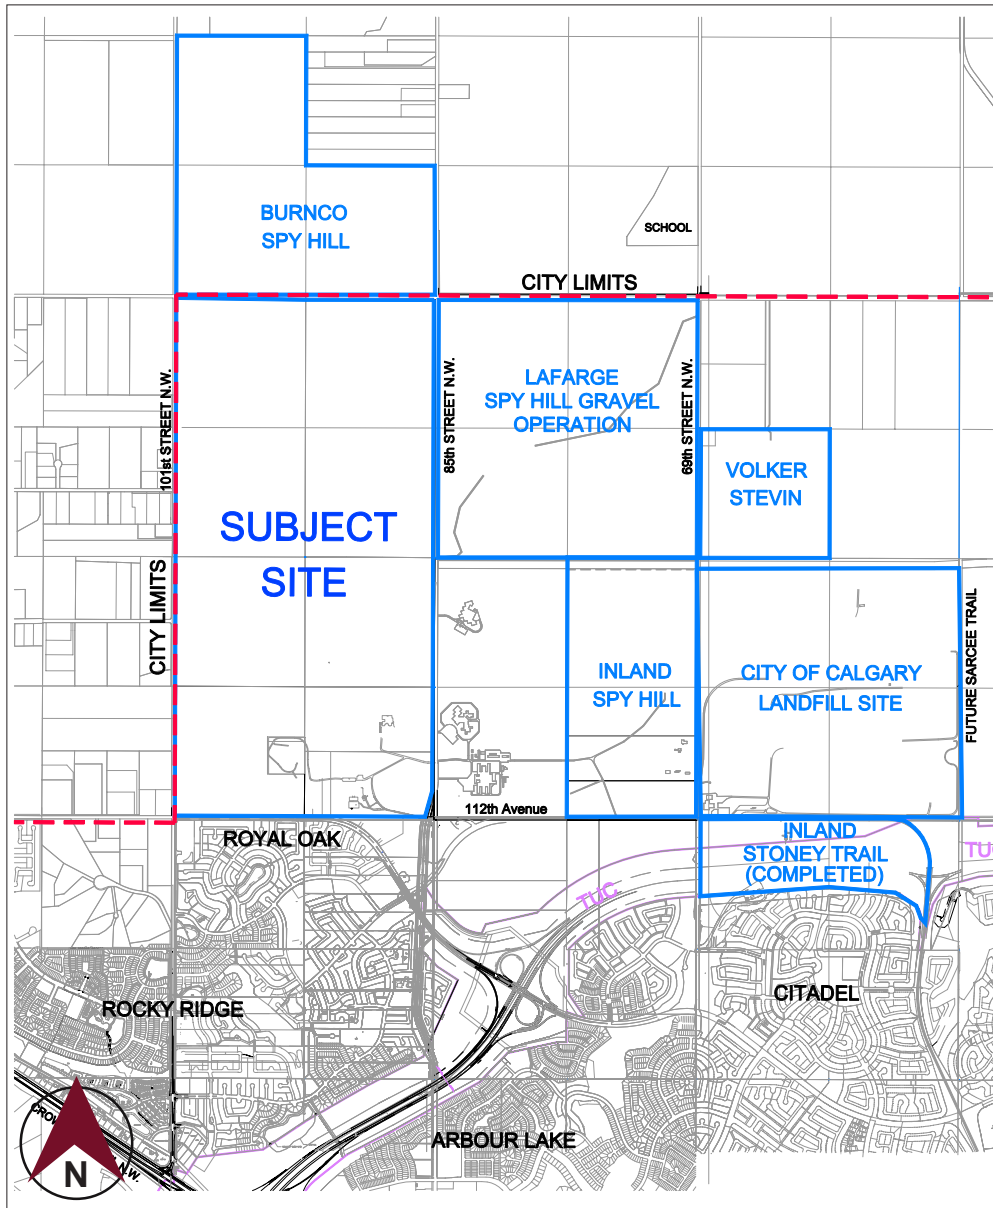 BURNCO
SPY HILL
SCHOOL
CITY LIMITS
101st STREET N.W.
85th STREET N.W.
LAFARGE
SPY HILL GRAVEL
OPERATION
69th STREET N.W.
VOLKER
STEVIN
SUBJECT
SITE
CITY LIMITS
INLAND
SPY HILL
CITY OF CALGARY
LANDFILL SITE
FUTURE SARCEE TRAIL
112th Avenue
ROYAL OAK
INLAND
STONEY TRAIL
(COMPLETED)
TUC
TUC
ROCKY RIDGE
CITADEL
ARBOUR LAKE
N.W.
N